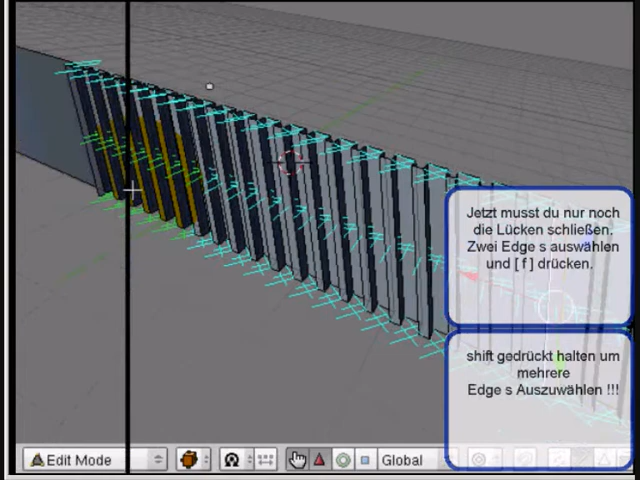 Jetzt musst du nur noch
die Lücken schließen.
Zwei Edge s auswählen
und [ f ] drücken.
shift gedrückt halten um
mehrere
Edge s Auszuwählen !!!
Edit Mode
Global